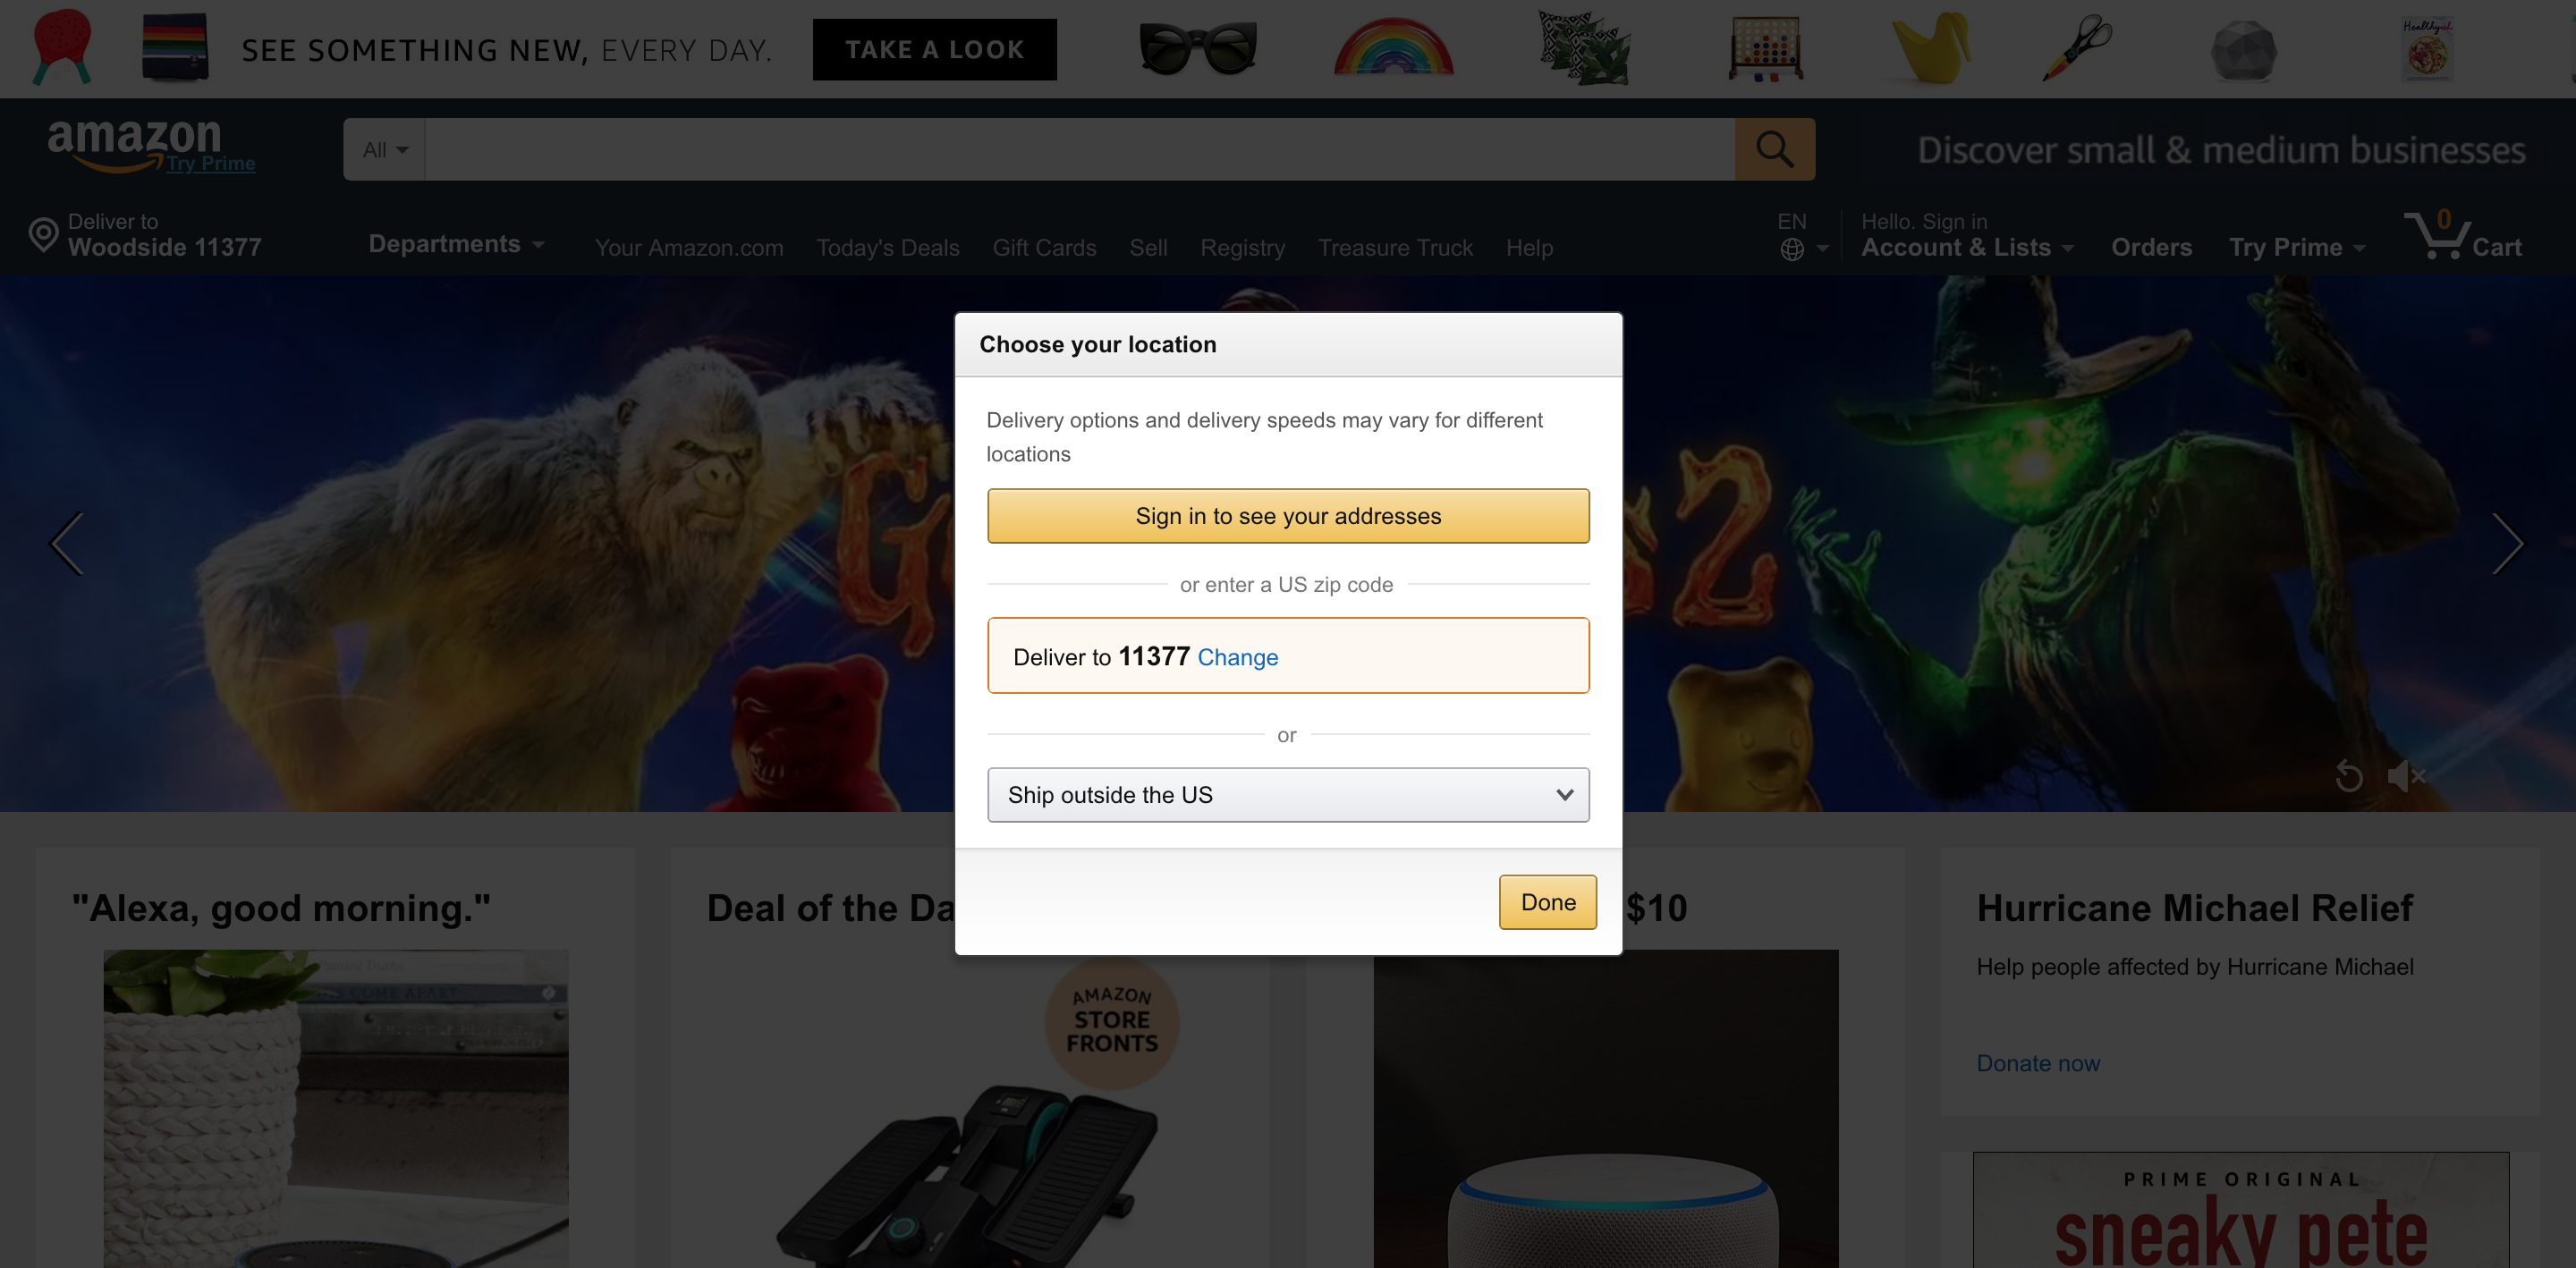 SEE SOMETHING NEW, EVERY DAY.
TAKE A LOOK
Healthyish
amazon
Try Prime
All
Discover small & medium businesses
Deliver to
Woodside 11377
Departments
Your Amazon.com
Today's Deals
Gift Cards
Sell
Registry
Treasure Truck
Help
EN
Hello. Sign in
Account & Lists
Orders
Try Prime
0
Cart
Choose your location
Delivery options and delivery speeds may vary for different
locations
Sign in to see your addresses
or enter a US zip code
Deliver to 11377 Change
or
Ship outside the US
Done
G
2
"Alexa, good morning."
Deal of the Da
$10
Hurricane Michael Relief
Help people affected by Hurricane Michael
Donate now
COME APART
AMAZON
STORE
FRONTS
PRIME ORIGINAL
sneaky pete